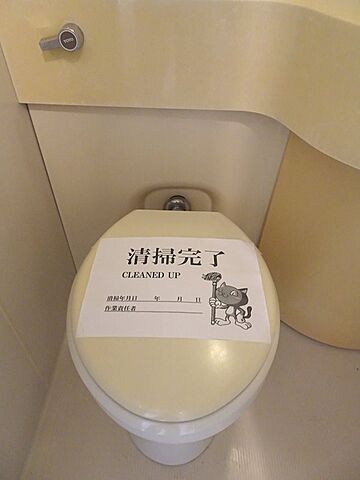 TOTO
清掃完了
CLEANED UP
清掃年月日　　年　　月　　日
作業責任者